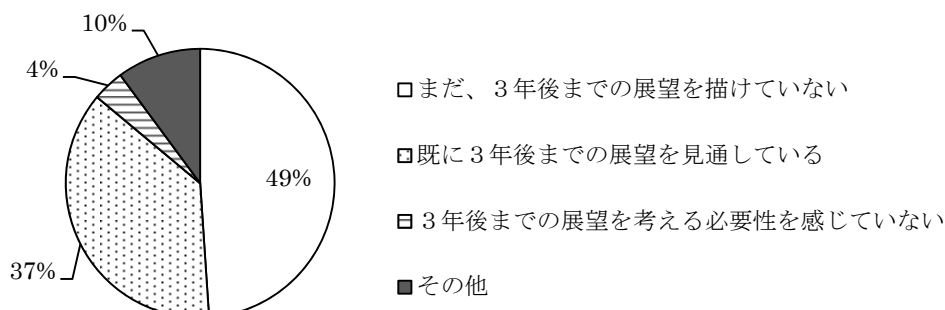 10%
4%
49%
37%
まだ、３年後までの展望を描けていない
既に３年後までの展望を見通している
３年後までの展望を考える必要性を感じていない
その他